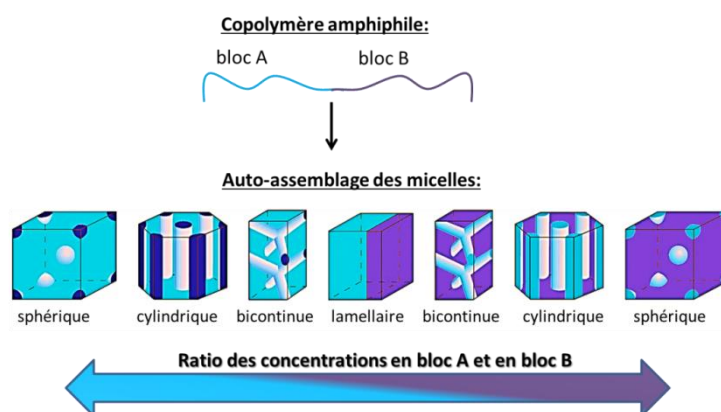 Copolymère amphiphile:
bloc A bloc B
Auto-assemblage des micelles:
sphérique cylindrique bicontinue lamellaire bicontinue cylindrique sphérique
Ratio des concentrations en bloc A et en bloc B